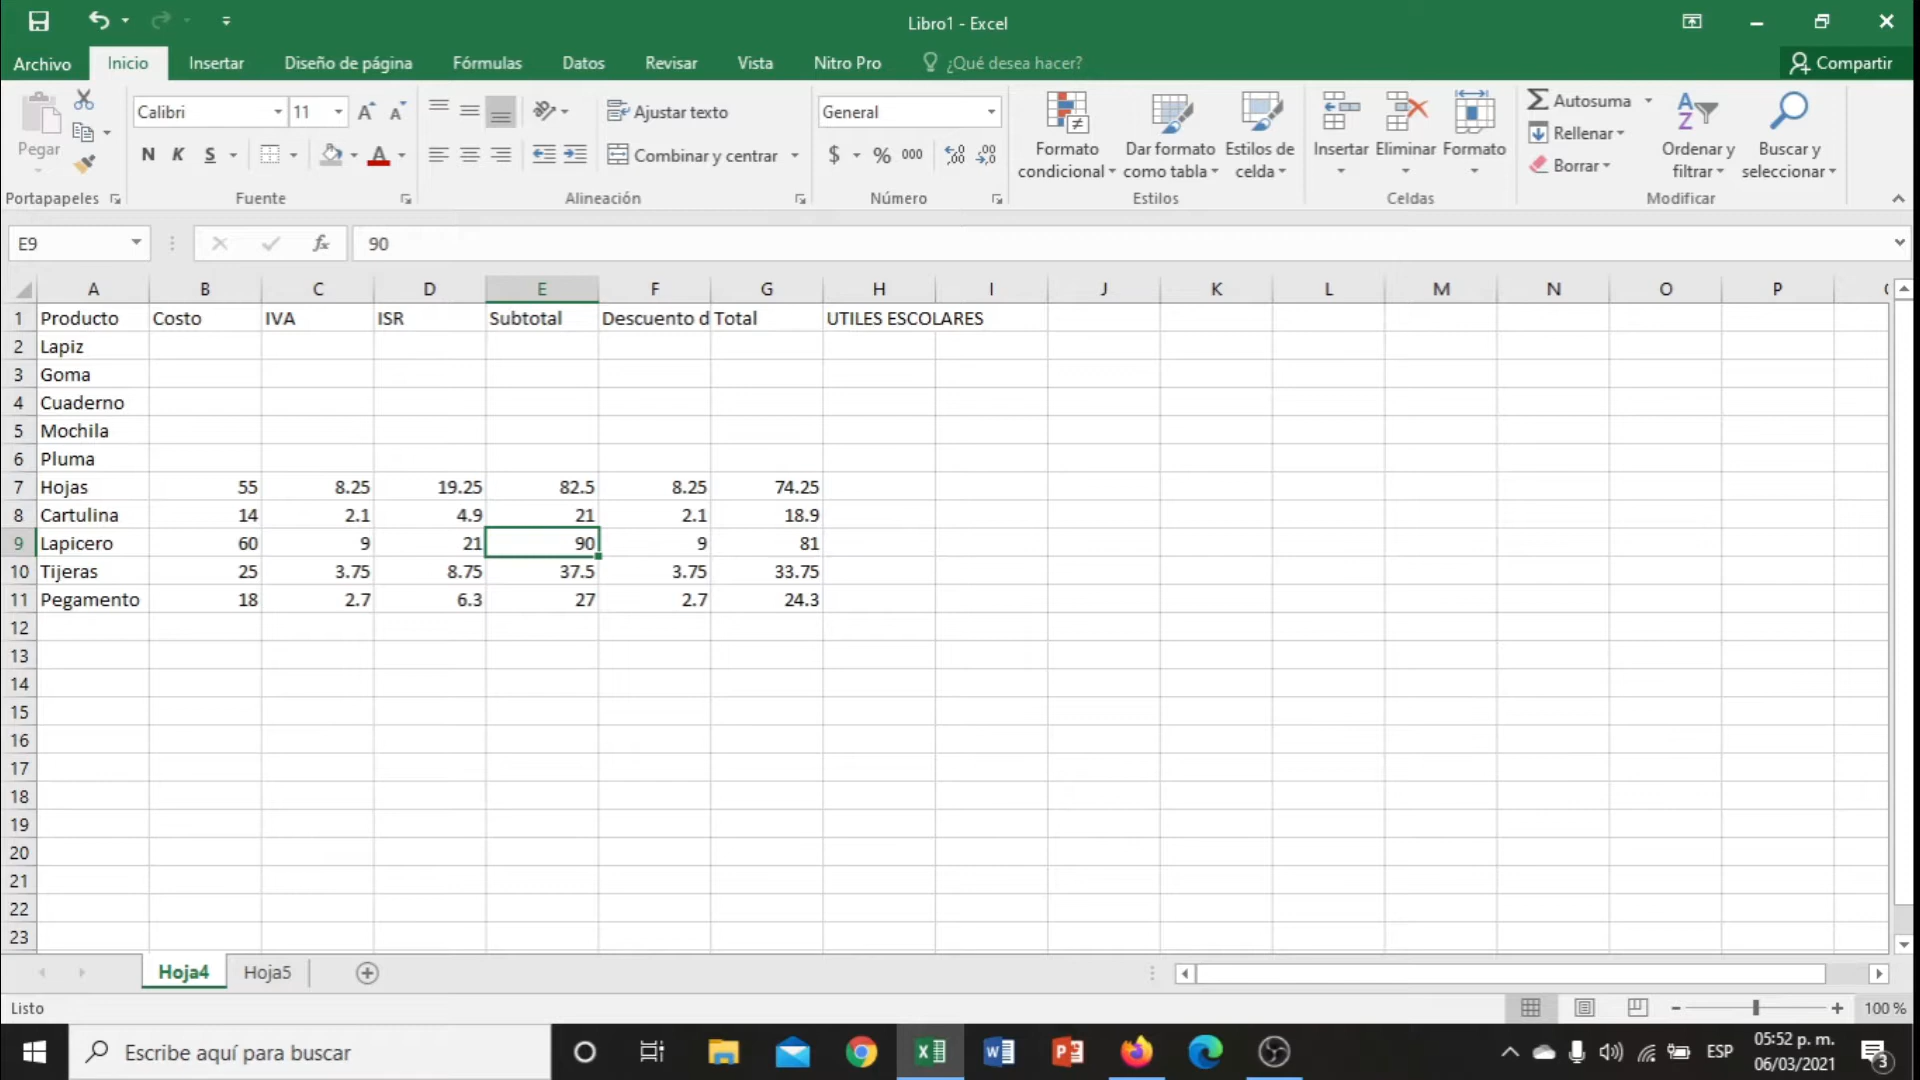 Libro1 - Excel
Archivo Inicio Insertar Diseño de página Fórmulas Datos Revisar Vista Nitro Pro ¿Qué desea hacer? Compartir
Calibri 11 Ajustar texto General Autosuma
Pegar Formato condicional Dar formato como tabla Estilos de celda Insertar Eliminar Formato Rellenar Ordenar y filtrar Buscar y seleccionar
N K S Combinar y centrar $ % 000 Borrar
Portapapeles Fuente Alineación Número Estilos Celdas Modificar
E9 fx 90
A B C D E F G H I J K L M N O P
1 Producto Costo IVA ISR Subtotal Descuento d Total UTILES ESCOLARES
2 Lapiz
3 Goma
4 Cuaderno
5 Mochila
6 Pluma
7 Hojas 55 8.25 19.25 82.5 8.25 74.25
8 Cartulina 14 2.1 4.9 21 2.1 18.9
9 Lapicero 60 9 21 90 9 81
10 Tijeras 25 3.75 8.75 37.5 3.75 33.75
11 Pegamento 18 2.7 6.3 27 2.7 24.3
12
13
14
15
16
17
18
19
20
21
22
23
Hoja4 Hoja5
Listo 100 %
Escribe aquí para buscar ESP 05:52 p. m.
06/03/2021 3